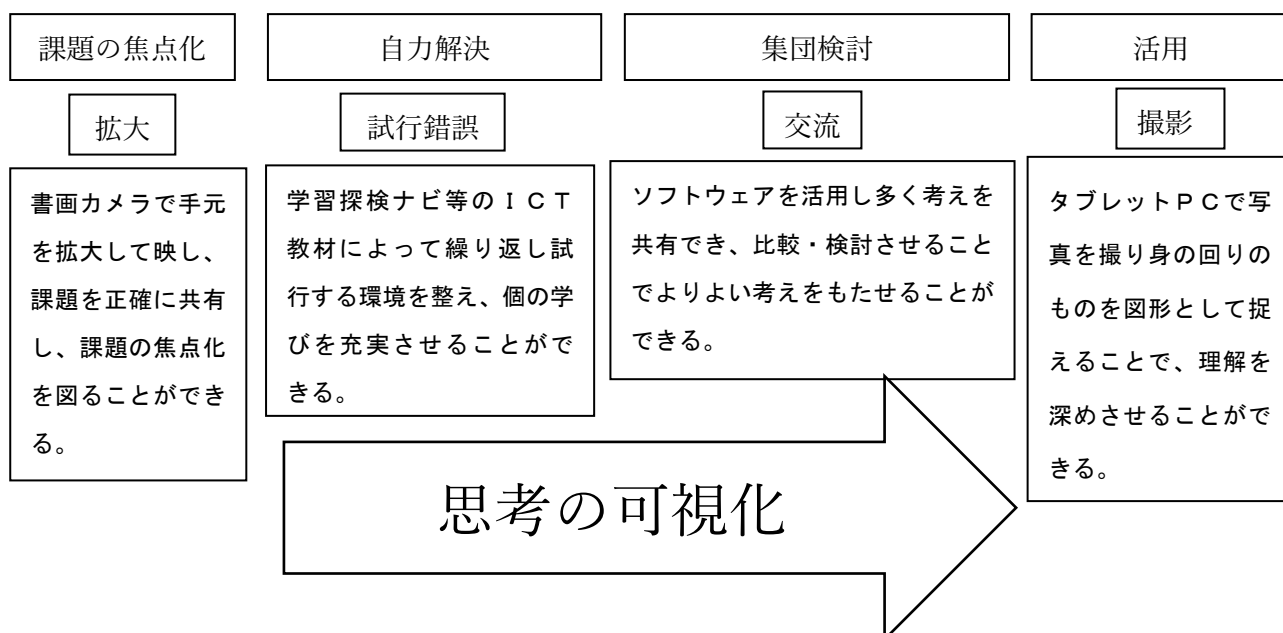 課題の焦点化
自力解決
集団検討
活用
拡大
試行錯誤
交流
撮影
書画カメラで手元
を拡大して映し、
課題を正確に共有
し、課題の焦点化
を図ることができ
る。
学習探検ナビ等のＩＣＴ
教材によって繰り返し試
行する環境を整え、個の学
びを充実させることがで
きる。
ソフトウェアを活用し多く考えを
共有でき、比較・検討させること
でよりよい考えをもたせることが
できる。
タブレットＰＣで写
真を撮り身の回りの
ものを図形として捉
えることで、理解を
深めさせることがで
きる。
思考の可視化